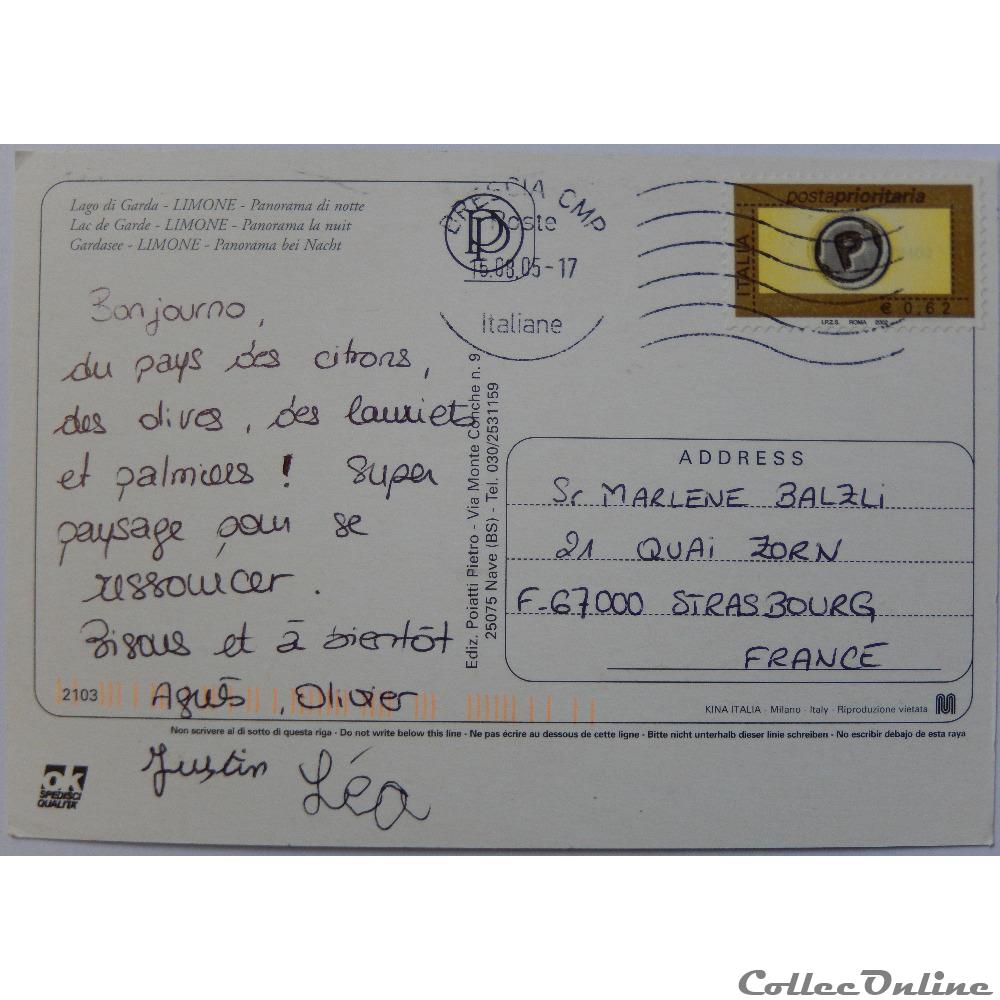 Lago di Garda - LIMONE - Panorama di notte
Lac de Garde - LIMONE - Panorama la nuit
Gardasee - LIMONE - Panorama bei Nacht
BRESCIA CMP
Poste
15.08.05-17
Italiane
postaprioritaria
ITALIA
P
€ 0,62
I.P.Z.S. ROMA 2002
Bonjourno,
du pays des citrons,
des olives, des lauriers
et palmiers ! Super
paysage pour se
ressourcer.
Bisous et à bientôt
Agnès, Olivier
Justin Léa
Ediz. Poiatti Pietro - Via Monte Conche n. 9
25075 Nave (BS) - Tel. 030/2531159
ADDRESS
Sr MARLENE BALZLI
21 QUAI ZORN
F-67000 STRASBOURG
FRANCE
2103
KINA ITALIA - Milano - Italy - Riproduzione vietata
Non scrivere al di sotto di questa riga - Do not write below this line - Ne pas écrire au dessous de cette ligne - Bitte nicht unterhalb dieser linie schreiben - No escribir debajo de esta raya
ok
SPEDISCI
QUALITA'
CollecOnline